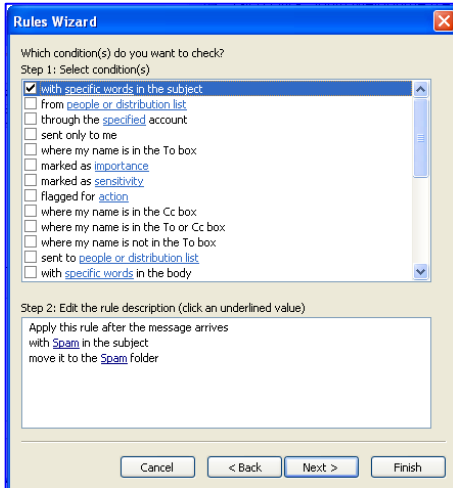 Rules Wizard
Which condition(s) do you want to check?
Step 1: Select condition(s)
with specific words in the subject
from people or distribution list
through the specified account
sent only to me
where my name is in the To box
marked as importance
marked as sensitivity
flagged for action
where my name is in the Cc box
where my name is in the To or Cc box
where my name is not in the To box
sent to people or distribution list
with specific words in the body
Step 2: Edit the rule description (click an underlined value)
Apply this rule after the message arrives
with Spam in the subject
move it to the Spam folder
Cancel < Back Next > Finish